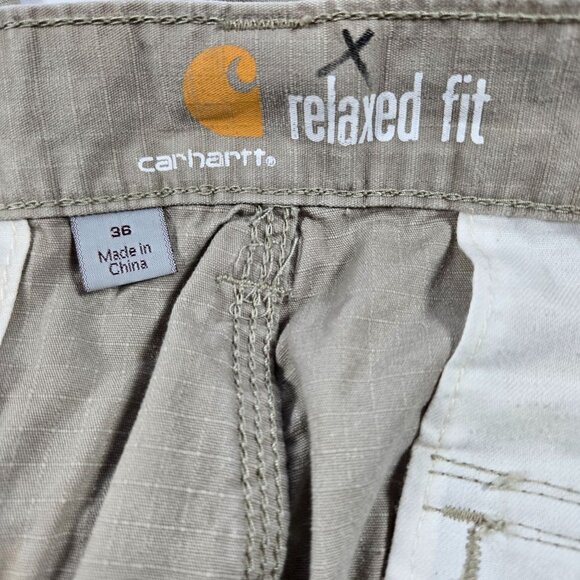 X
relaxed fit
carhartt®
36
Made in
China